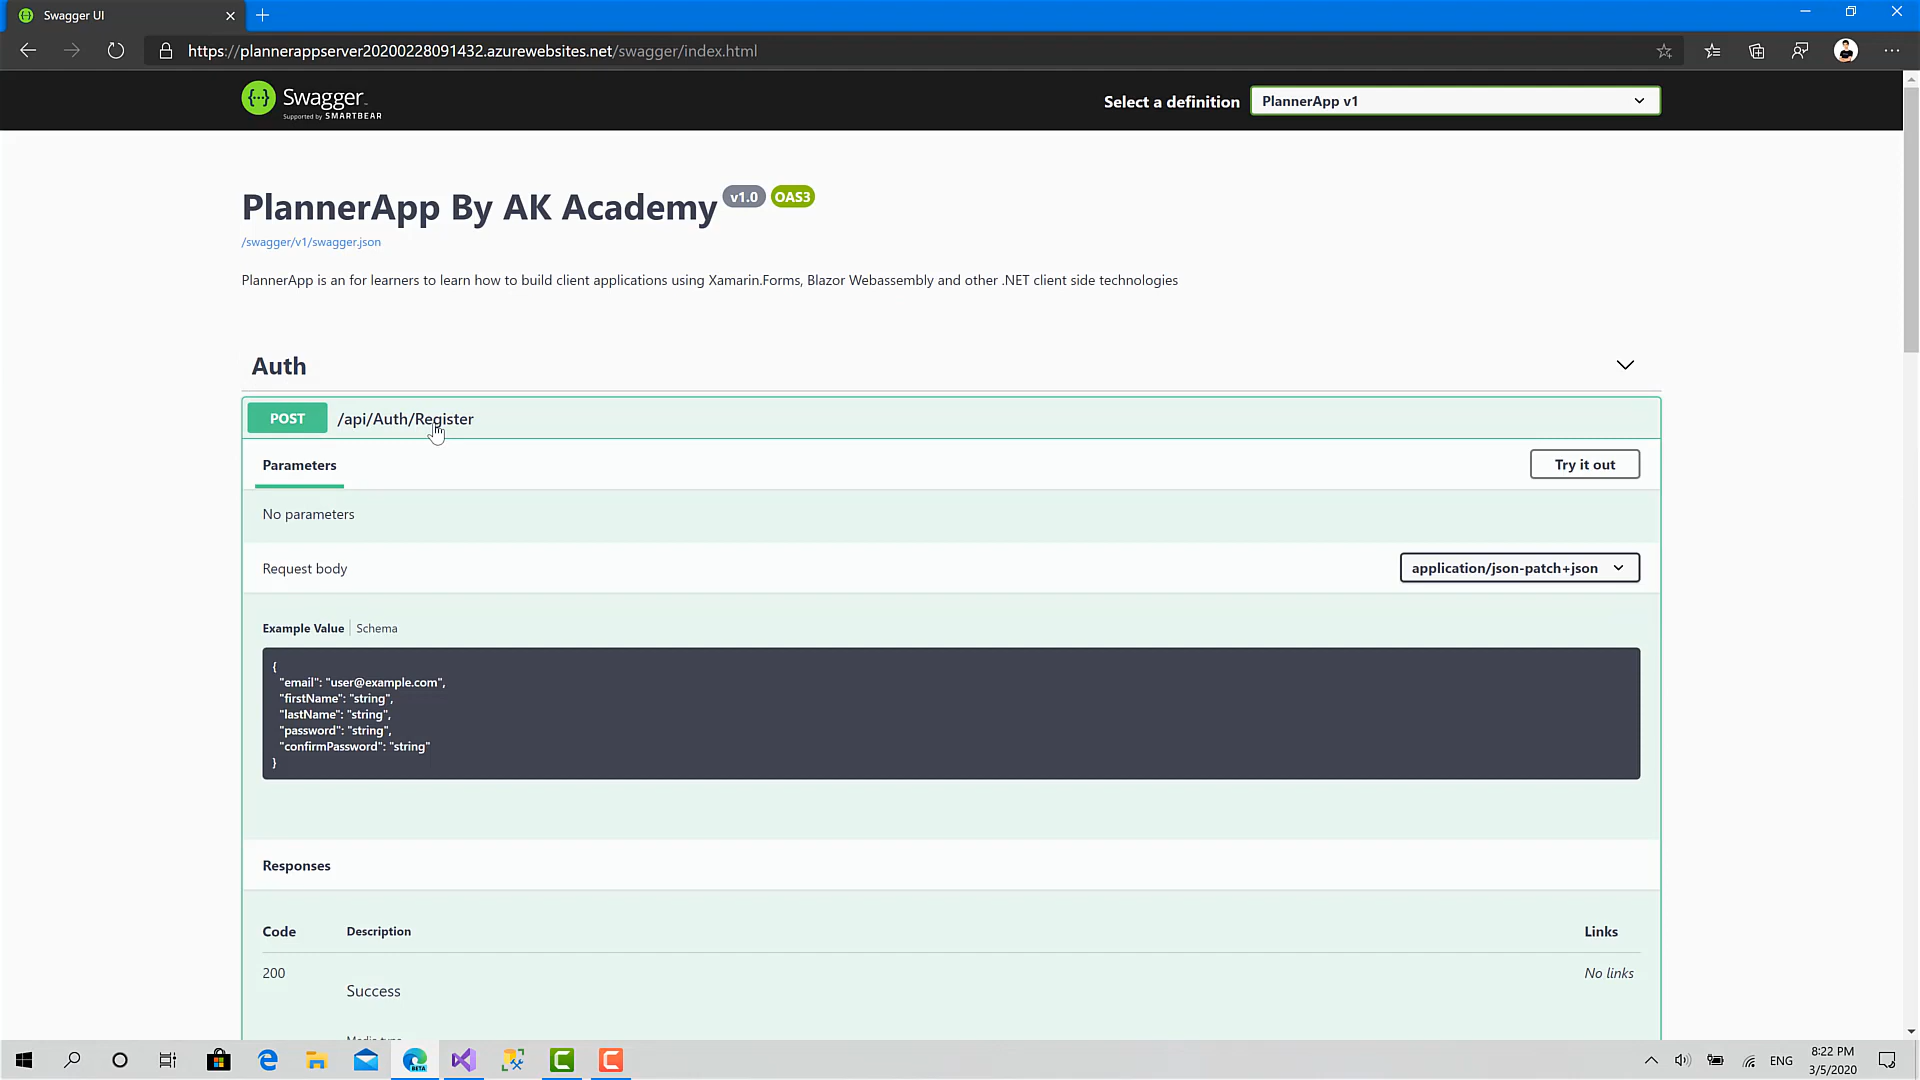 Swagger UI
https://plannerappserver20200228091432.azurewebsites.net/swagger/index.html
Swagger
Supported by SMARTBEAR
Select a definition
PlannerApp v1
PlannerApp By AK Academy v1.0 OAS3
/swagger/v1/swagger.json
PlannerApp is an for learners to learn how to build client applications using Xamarin.Forms, Blazor Webassembly and other .NET client side technologies
Auth
POST /api/Auth/Register
Parameters
Try it out
No parameters
Request body
application/json-patch+json
Example Value Schema
{
"email": "user@example.com",
"firstName": "string",
"lastName": "string",
"password": "string",
"confirmPassword": "string"
}
Responses
Code Description Links
200 Success No links
BETA
ENG
8:22 PM
3/5/2020